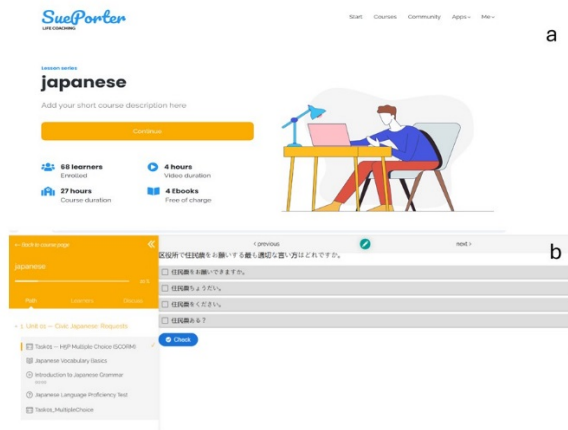 SuePorter
LIFE COACHING
Start Courses Community Apps Me
a
Lesson series
japanese
Add your short course description here
Continue
68 learners
Enrolled
4 hours
Video duration
27 hours
Course duration
4 Ebooks
Free of charge
← Back to course page
‹ previous
next ›
b
japanese
Path Learners Discuss
1. Unit 01 — Civic Japanese Requests
Task01 — H5P Multiple Choice (SCORM)
Japanese Vocabulary Basics
Introduction to Japanese Grammar
Japanese Language Proficiency Test
Task01_MultipleChoice
区役所で住民票をお願いする最も適切な言い方はどれですか。
住民票をお願いできますか。
住民票ちょうだい。
住民票をください。
住民票ある？
Check